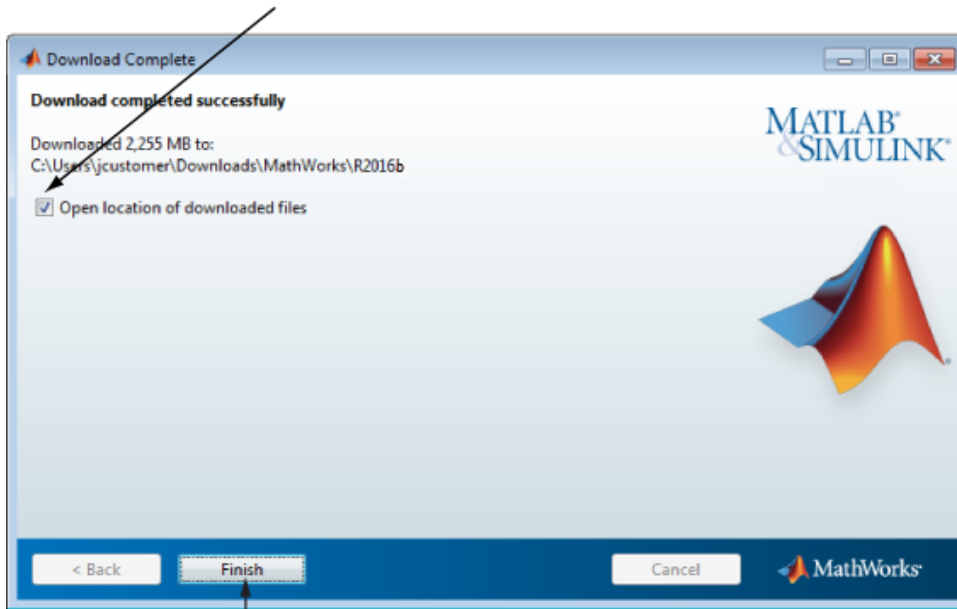 Download Complete
Download completed successfully
Downloaded 2,255 MB to:
C:\Users\jcustomer\Downloads\MathWorks\R2016b
Open location of downloaded files
MATLAB®
&SIMULINK®
< Back
Finish
Cancel
MathWorks®